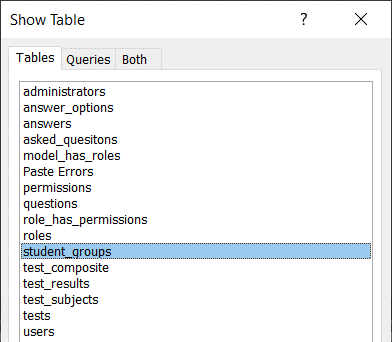 Show Table
?
Tables Queries Both
administrators
answer_options
answers
asked_quesitons
model_has_roles
Paste Errors
permissions
questions
role_has_permissions
roles
student_groups
test_composite
test_results
test_subjects
tests
users